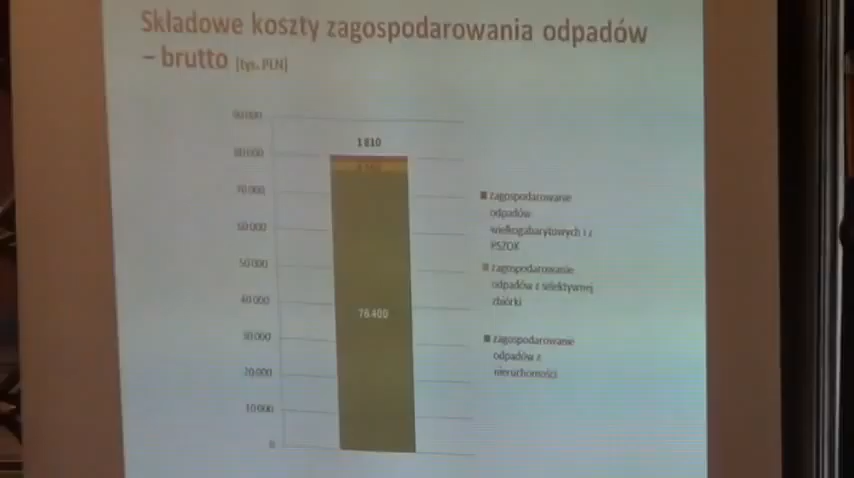 Składowe koszty zagospodarowania odpadów
– brutto [tys. PLN]
90 000
80 000
70 000
60 000
50 000
40 000
30 000
20 000
10 000
0
1 810
76 400
zagospodarowanie
odpadów
wielkogabarytowych i z
PSZOK
zagospodarowanie
odpadów z selektywnej
zbiórki
zagospodarowanie
odpadów z
nieruchomości